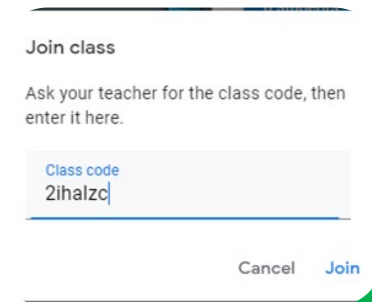 Join class
Ask your teacher for the class code, then
enter it here.
Class code
2ihalzc
Cancel Join